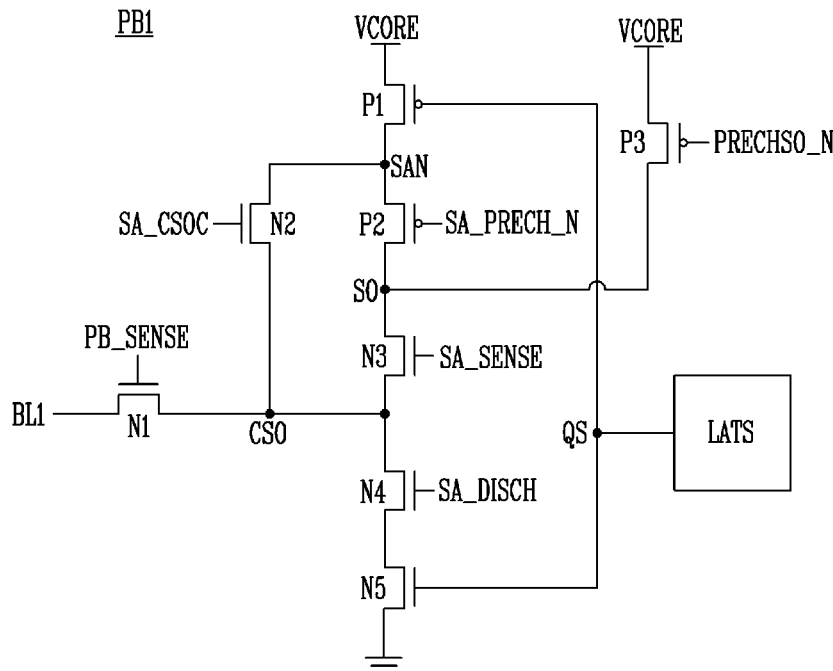 PB1
VCORE
VCORE
P1
P3
PRECHSO_N
SAN
SA_CSOC
N2
P2
SA_PRECH_N
SO
PB_SENSE
N3
SA_SENSE
BL1
N1
CSO
QS
LATS
N4
SA_DISCH
N5